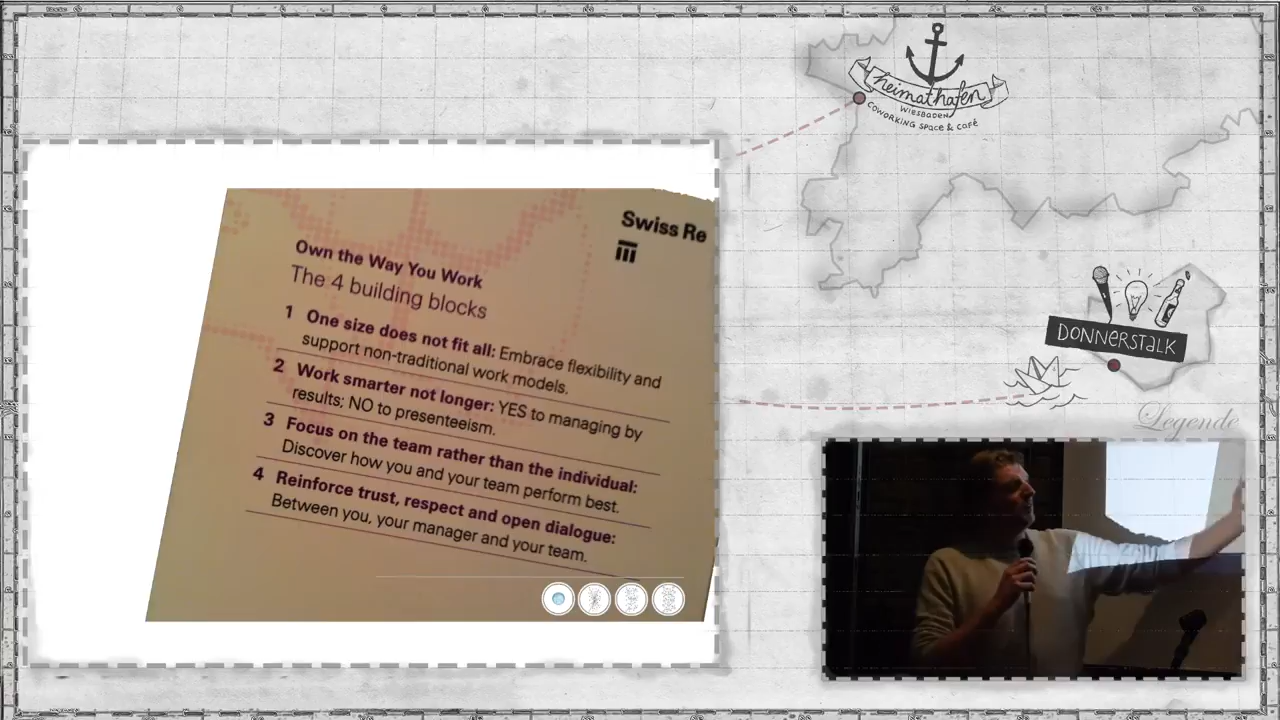 heimathafen
WIESBADEN
COWORKING SPACE & CAFÉ
Swiss Re
Own the Way You Work
The 4 building blocks
1 One size does not fit all: Embrace flexibility and
support non-traditional work models.
2 Work smarter not longer: YES to managing by
results; NO to presenteeism.
3 Focus on the team rather than the individual:
Discover how you and your team perform best.
4 Reinforce trust, respect and open dialogue:
Between you, your manager and your team.
DONNERSTALK
Legende